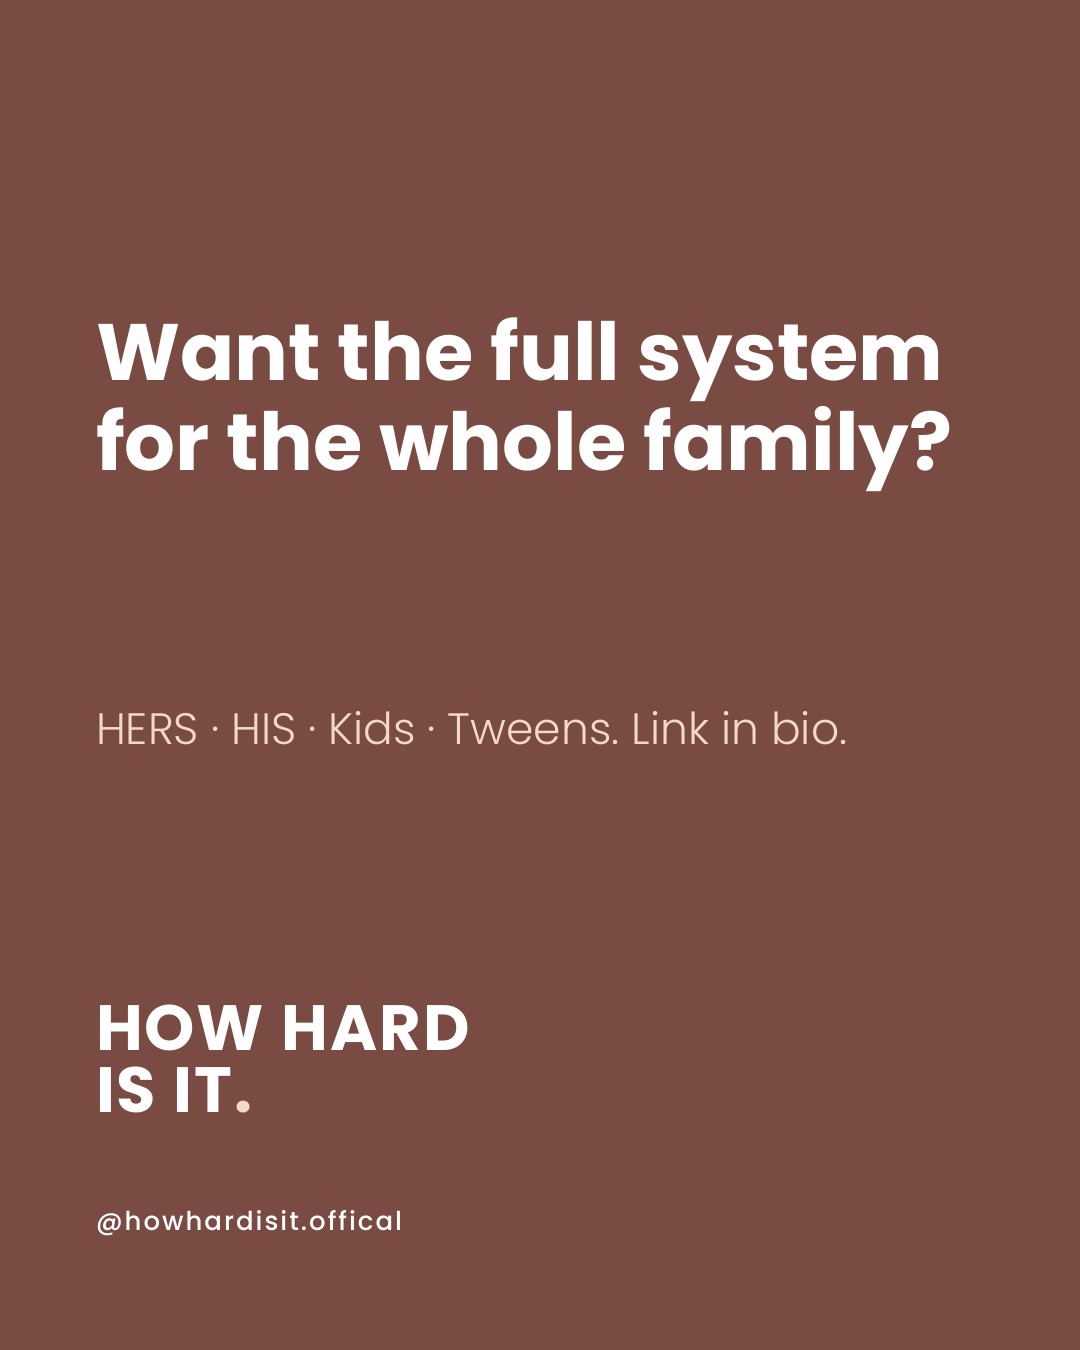 Want the full system
for the whole family?
HERS · HIS · Kids · Tweens. Link in bio.
HOW HARD
IS IT.
@howhardisit.offical